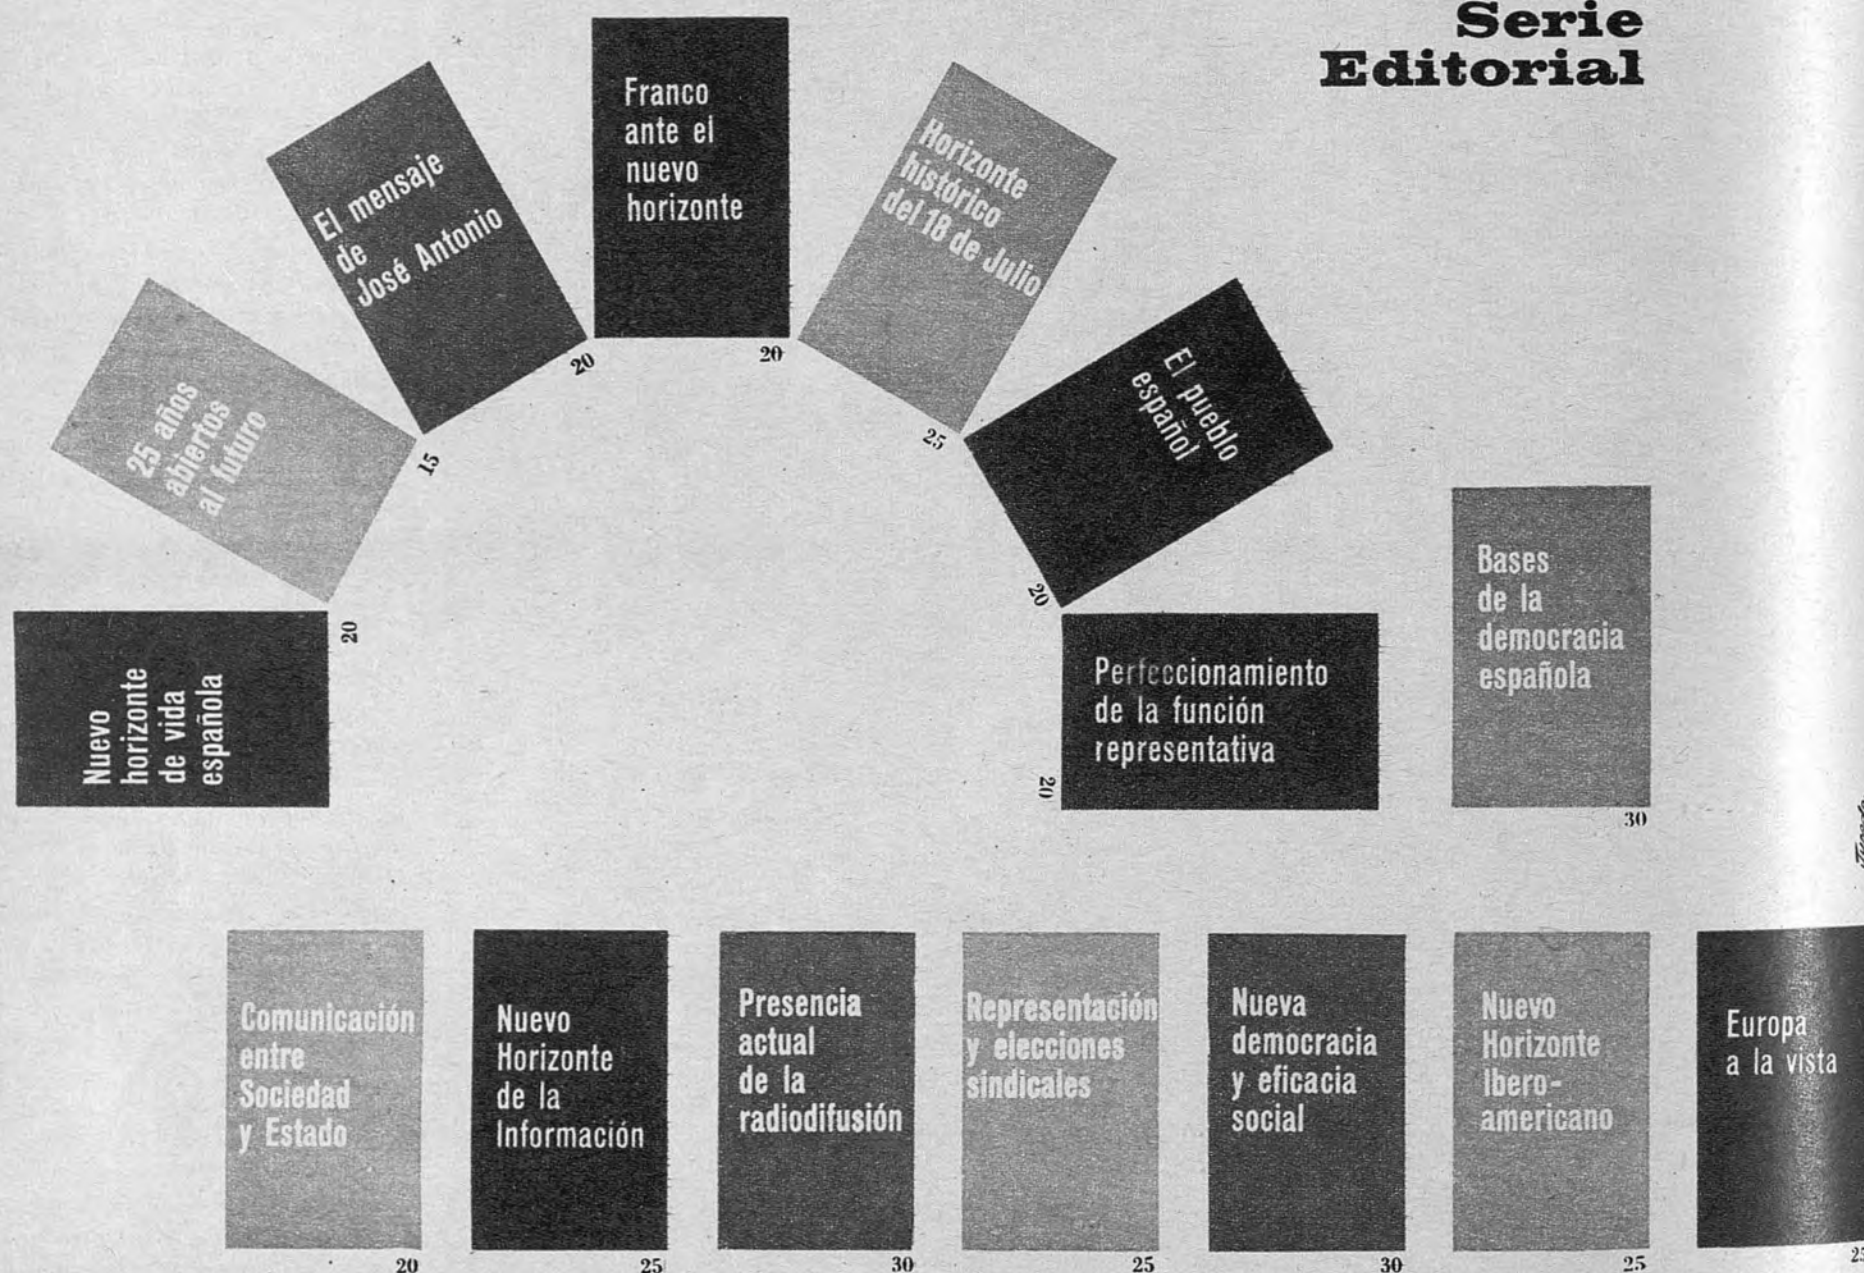 Serie
Editorial
Nuevo
horizonte
de vida
española
20
25 años
abiertos
al futuro
15
El mensaje
de
José Antonio
20
Franco
ante el
nuevo
horizonte
20
Horizonte
histórico
del 18 de Julio
25
El pueblo
español
20
Perfeccionamiento
de la función
representativa
20
Bases
de la
democracia
española
30
Comunicación
entre
Sociedad
y Estado
20
Nuevo
Horizonte
de la
Información
25
Presencia
actual
de la
radiodifusión
30
Representación
y elecciones
sindicales
25
Nueva
democracia
y eficacia
social
30
Nuevo
Horizonte
Ibero-
americano
25
Europa
a la vista
25